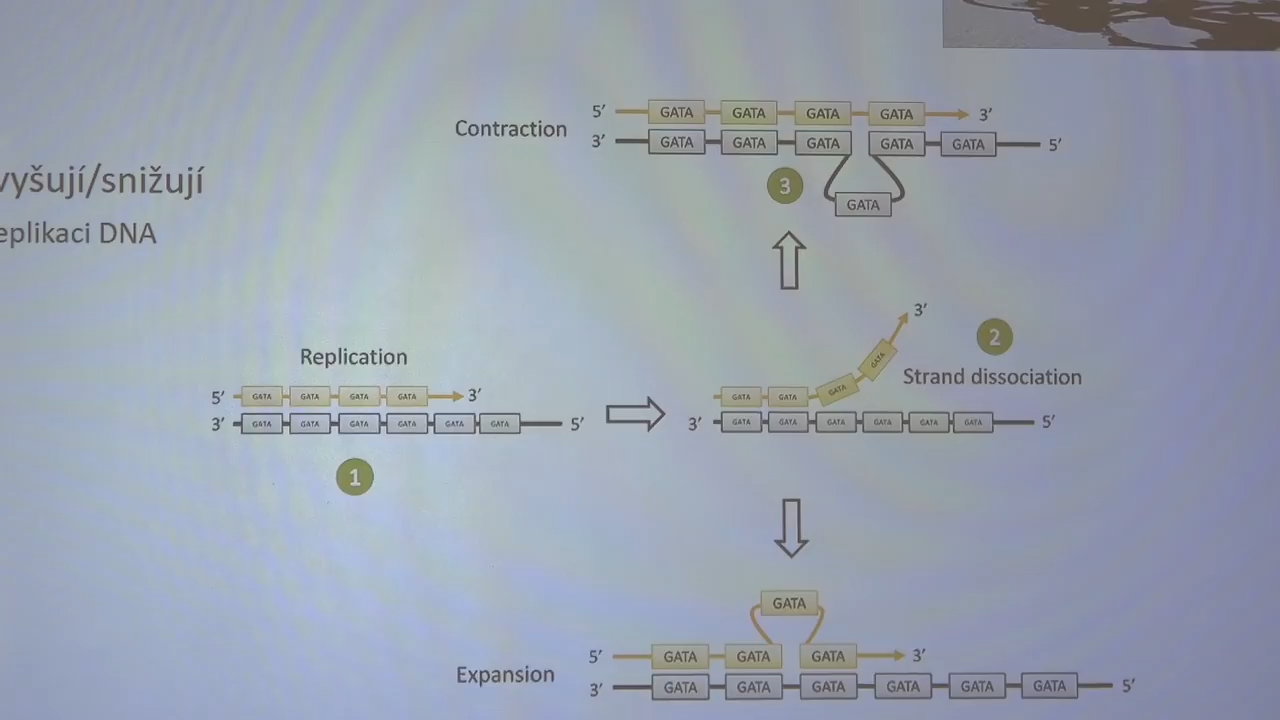 vyšují/snižují
eplikaci DNA
Contraction
5′ GATA GATA GATA GATA 3′
3′ GATA GATA GATA GATA GATA 5′
3
GATA
Replication
5′ GATA GATA GATA GATA 3′
3′ GATA GATA GATA GATA GATA GATA 5′
1
3′
2
Strand dissociation
GATA GATA GATA GATA
3′ GATA GATA GATA GATA GATA GATA 5′
GATA
Expansion
5′ GATA GATA GATA 3′
3′ GATA GATA GATA GATA GATA GATA 5′